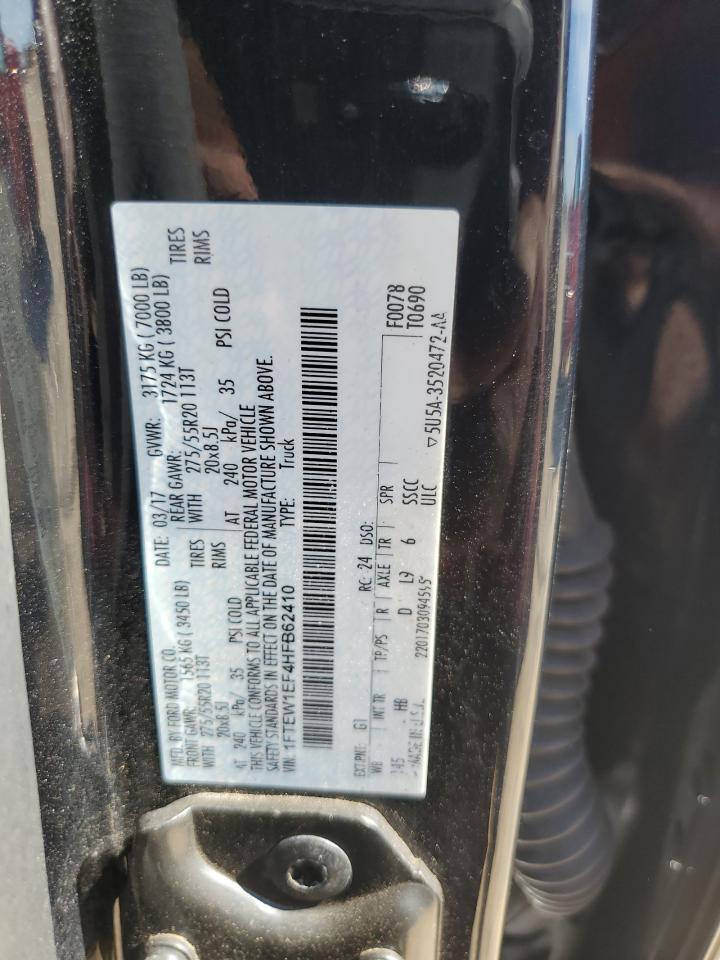 MFD. BY FORD MOTOR CO. DATE: 03/17 GVWR: 3175 KG (7000 LB)
FRONT GAWR: 1565 KG (3450 LB) REAR GAWR: 1724 KG (3800 LB)
WITH 275/55R20 113T TIRES WITH 275/55R20 113T TIRES
20x8.5J RIMS 20x8.5J RIMS
AT 240 kPa/ 35 PSI COLD AT 240 kPa/ 35 PSI COLD
THIS VEHICLE CONFORMS TO ALL APPLICABLE FEDERAL MOTOR VEHICLE
SAFETY STANDARDS IN EFFECT ON THE DATE OF MANUFACTURE SHOWN ABOVE.
VIN: 1FTEW1EF4HFB62410 TYPE: Truck
EXT PNT: G1 RC: 24 DSO: F0078
WB INT TR TP/PS R AXLE TR SPR T0690
145 HB D L9 6 SSCC
MADE IN U.S.A. ULC ▽5U5A-3520472-AA